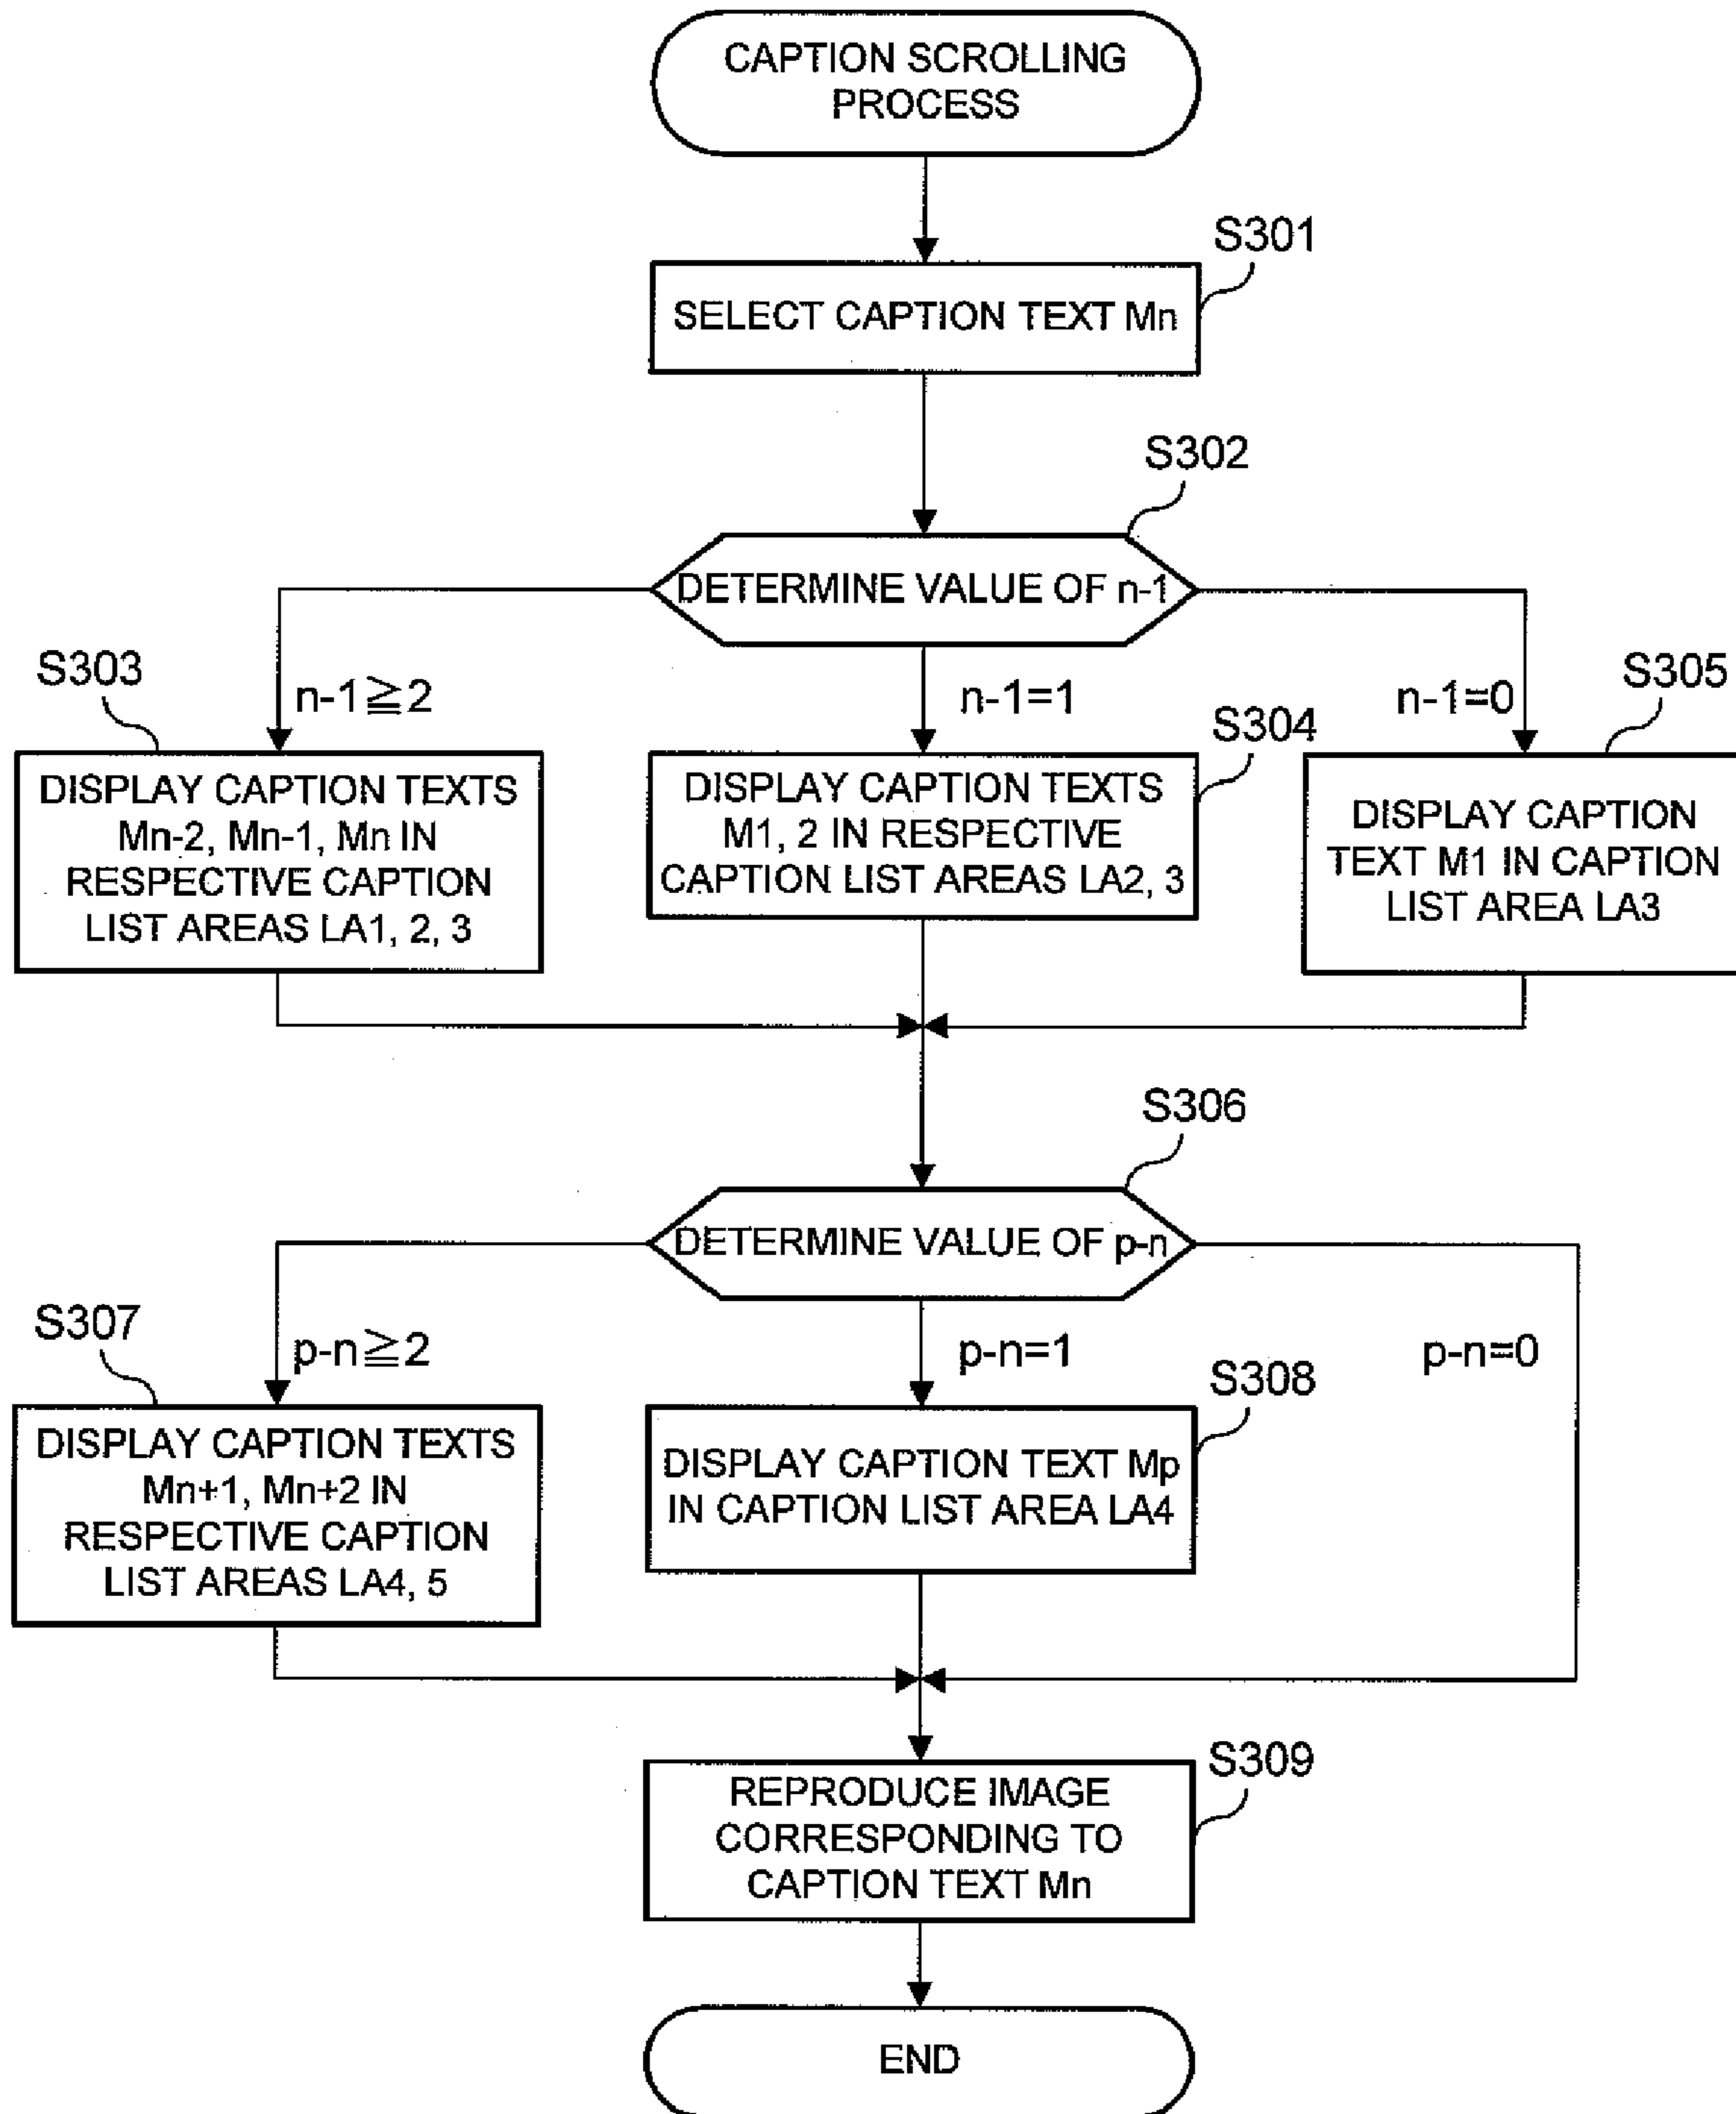 CAPTION SCROLLING
PROCESS
S301
SELECT CAPTION TEXT Mn
S302
DETERMINE VALUE OF n-1
S303
n-1≧2
n-1=1
n-1=0
S305
S304
DISPLAY CAPTION TEXTS
Mn-2, Mn-1, Mn IN
RESPECTIVE CAPTION
LIST AREAS LA1, 2, 3
DISPLAY CAPTION TEXTS
M1, 2 IN RESPECTIVE
CAPTION LIST AREAS LA2, 3
DISPLAY CAPTION
TEXT M1 IN CAPTION
LIST AREA LA3
S306
DETERMINE VALUE OF p-n
S307
p-n≧2
p-n=1
p-n=0
S308
DISPLAY CAPTION TEXTS
Mn+1, Mn+2 IN
RESPECTIVE CAPTION
LIST AREAS LA4, 5
DISPLAY CAPTION TEXT Mp
IN CAPTION LIST AREA LA4
S309
REPRODUCE IMAGE
CORRESPONDING TO
CAPTION TEXT Mn
END